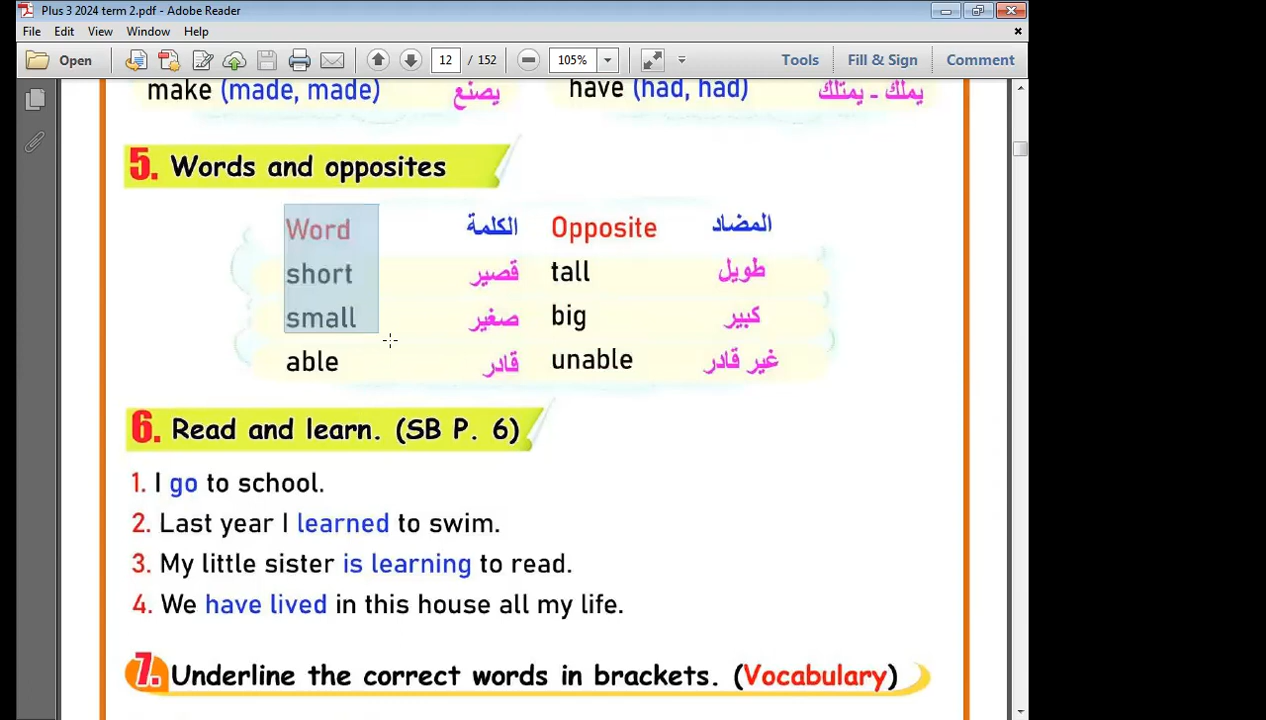 Plus 3 2024 term 2.pdf - Adobe Reader
File Edit View Window Help
Open 12 / 152 105% Tools Fill & Sign Comment
make (made, made) يصنع have (had, had) يملك - يمتلك
5. Words and opposites
Word الكلمة Opposite المضاد
short قصير tall طويل
small صغير big كبير
able قادر unable غير قادر
6. Read and learn. (SB P. 6)
1. I go to school.
2. Last year I learned to swim.
3. My little sister is learning to read.
4. We have lived in this house all my life.
7. Underline the correct words in brackets. (Vocabulary)